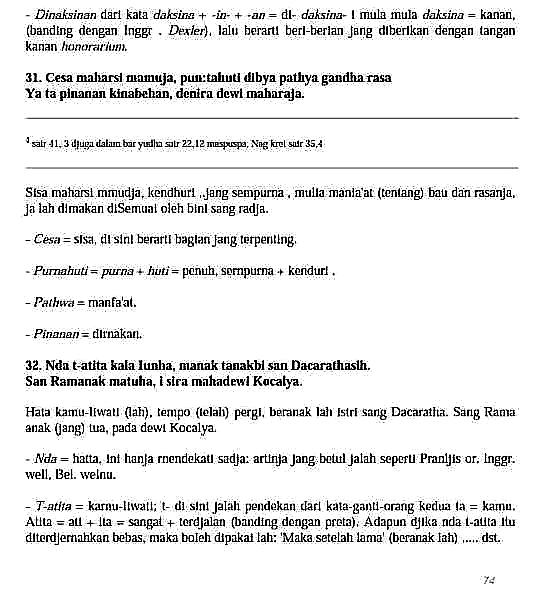 - Dinaksinan dari kata daksina + -in- + -an = di- daksina- i mula mula daksina = kanan,
(banding dengan Inggr . Dexler), lalu berarti beri-berian jang diberikan dengan tangan
kanan honorarium.
31. Cesa maharsi mamuja, pun:tahuti dibya pathya gandha rasa
Ya ta pinanan kinabehan, denira dewi maharaja.
4 sair 41, 3 djuga dalam bar yudha sair 22,12 maspuspa, Nag krel sair 35,4
Sisa maharsi mmudja, kendhuri ,.jang sempurna , mulia mania'at (tentang) bau dan rasanja,
ja lah dimakan diSemuai oleh bini sang radja.
- Cesa = sisa, di sini berarti bagian jang terpenting.
- Purnahuti = purna + huti = penuh, sempurna + kenduri .
- Pathwa = manfa'at.
- Pinanan = dirnakan.
32. Nda t-atita kala lunha, manak tanakbi san Dacarathasih.
San Ramanak matuha, i sira mahadewi Kocalya.
Hata kamu-liwati (lah), tempo (telah) pergi, beranak lah istri sang Dacaratha. Sang Rama
anak (jang) tua, pada dewi Kocalya.
- Nda = hatta, ini hanja rnendekati sadja: artinja jang betul jalah seperti Pranljis or, Inggr.
well, Bel. welnu.
- T-atita = karnu-liwati; t- di sini jalah pendekan dari kata-ganti-orang kedua ta = kamu.
Atita = ati + ita = sangat + terdjalan (banding dengan preta). Adapun djika nda t-atita itu
diterdjernahkan bebas, maka boleh dipakai lah: 'Maka setelah lama' (beranak lah) ,.... dst.
74